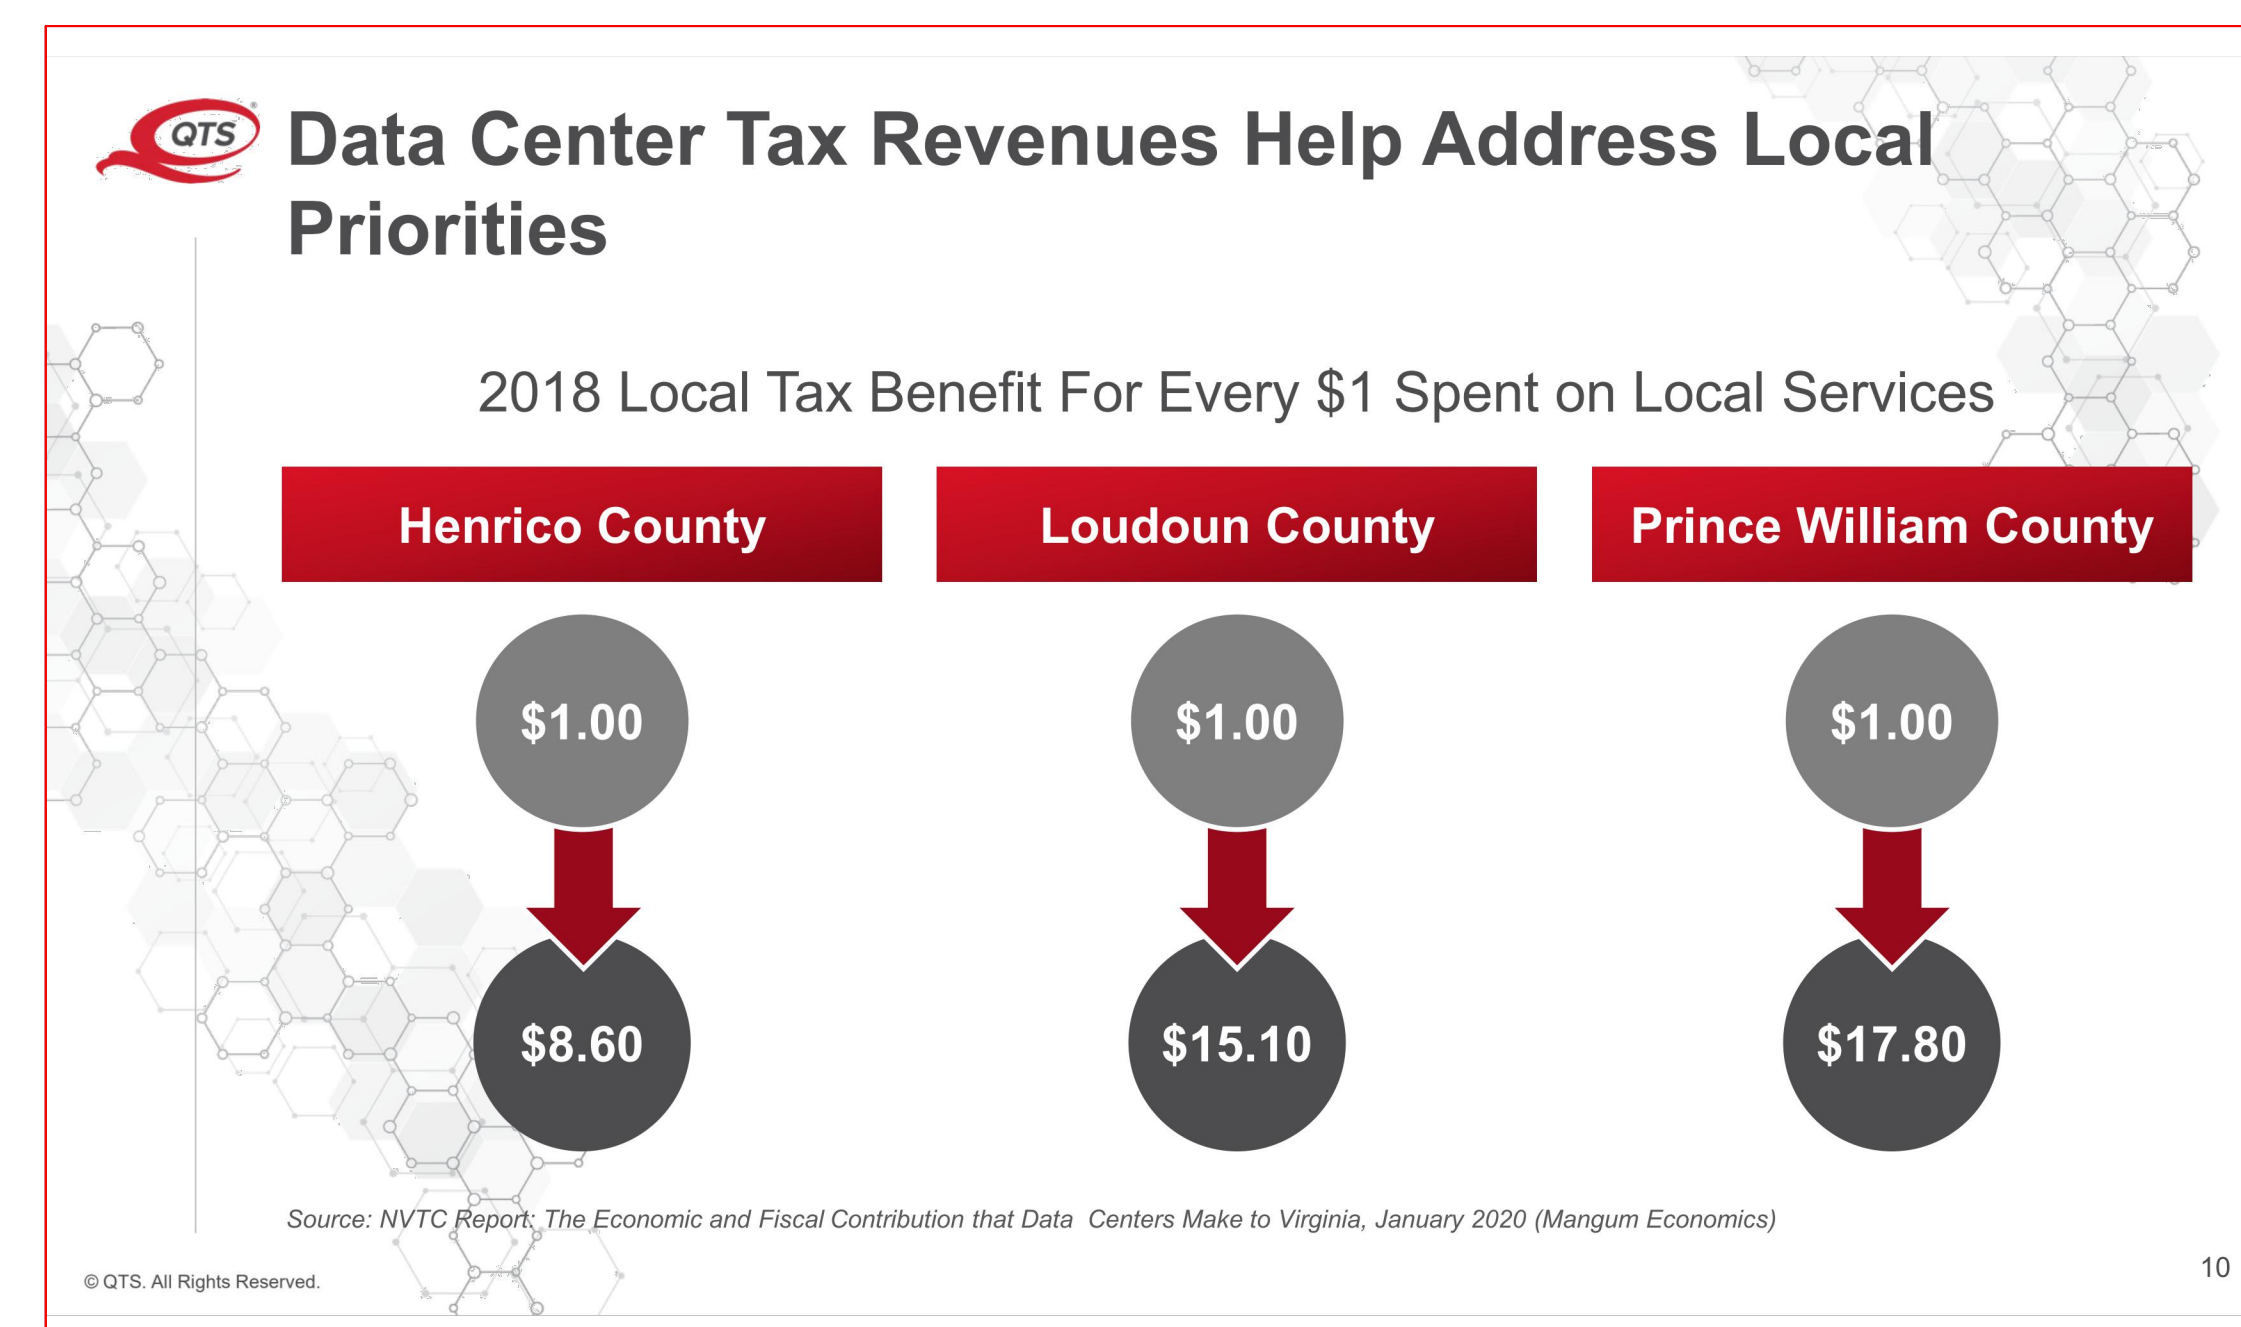 QTS
Data Center Tax Revenues Help Address Local
Priorities
2018 Local Tax Benefit For Every $1 Spent on Local Services
Henrico County
Loudoun County
Prince William County
$1.00
$1.00
$1.00
$8.60
$15.10
$17.80
Source: NVTC Report: The Economic and Fiscal Contribution that Data  Centers Make to Virginia, January 2020 (Mangum Economics)
© QTS. All Rights Reserved.
10